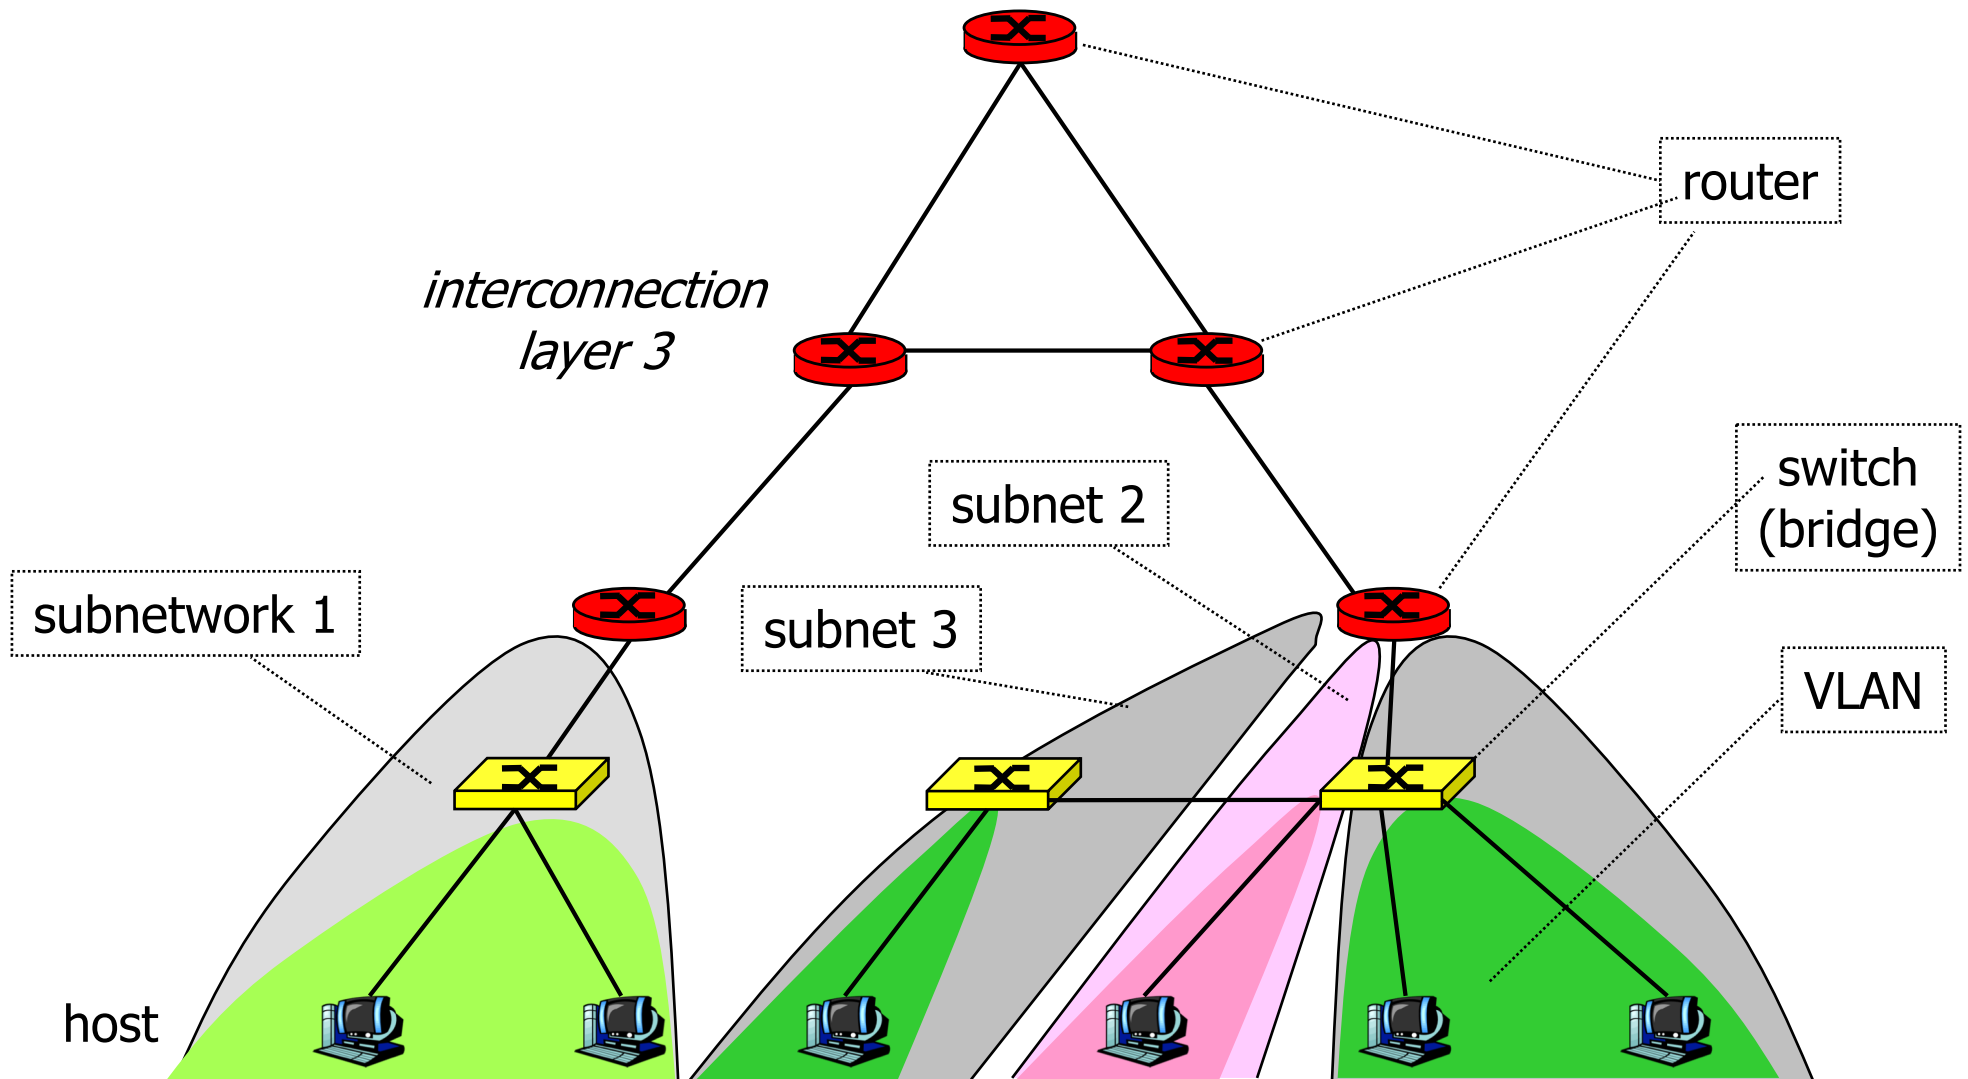 router
interconnection
layer 3
switch
(bridge)
subnet 2
subnetwork 1
subnet 3
VLAN
host